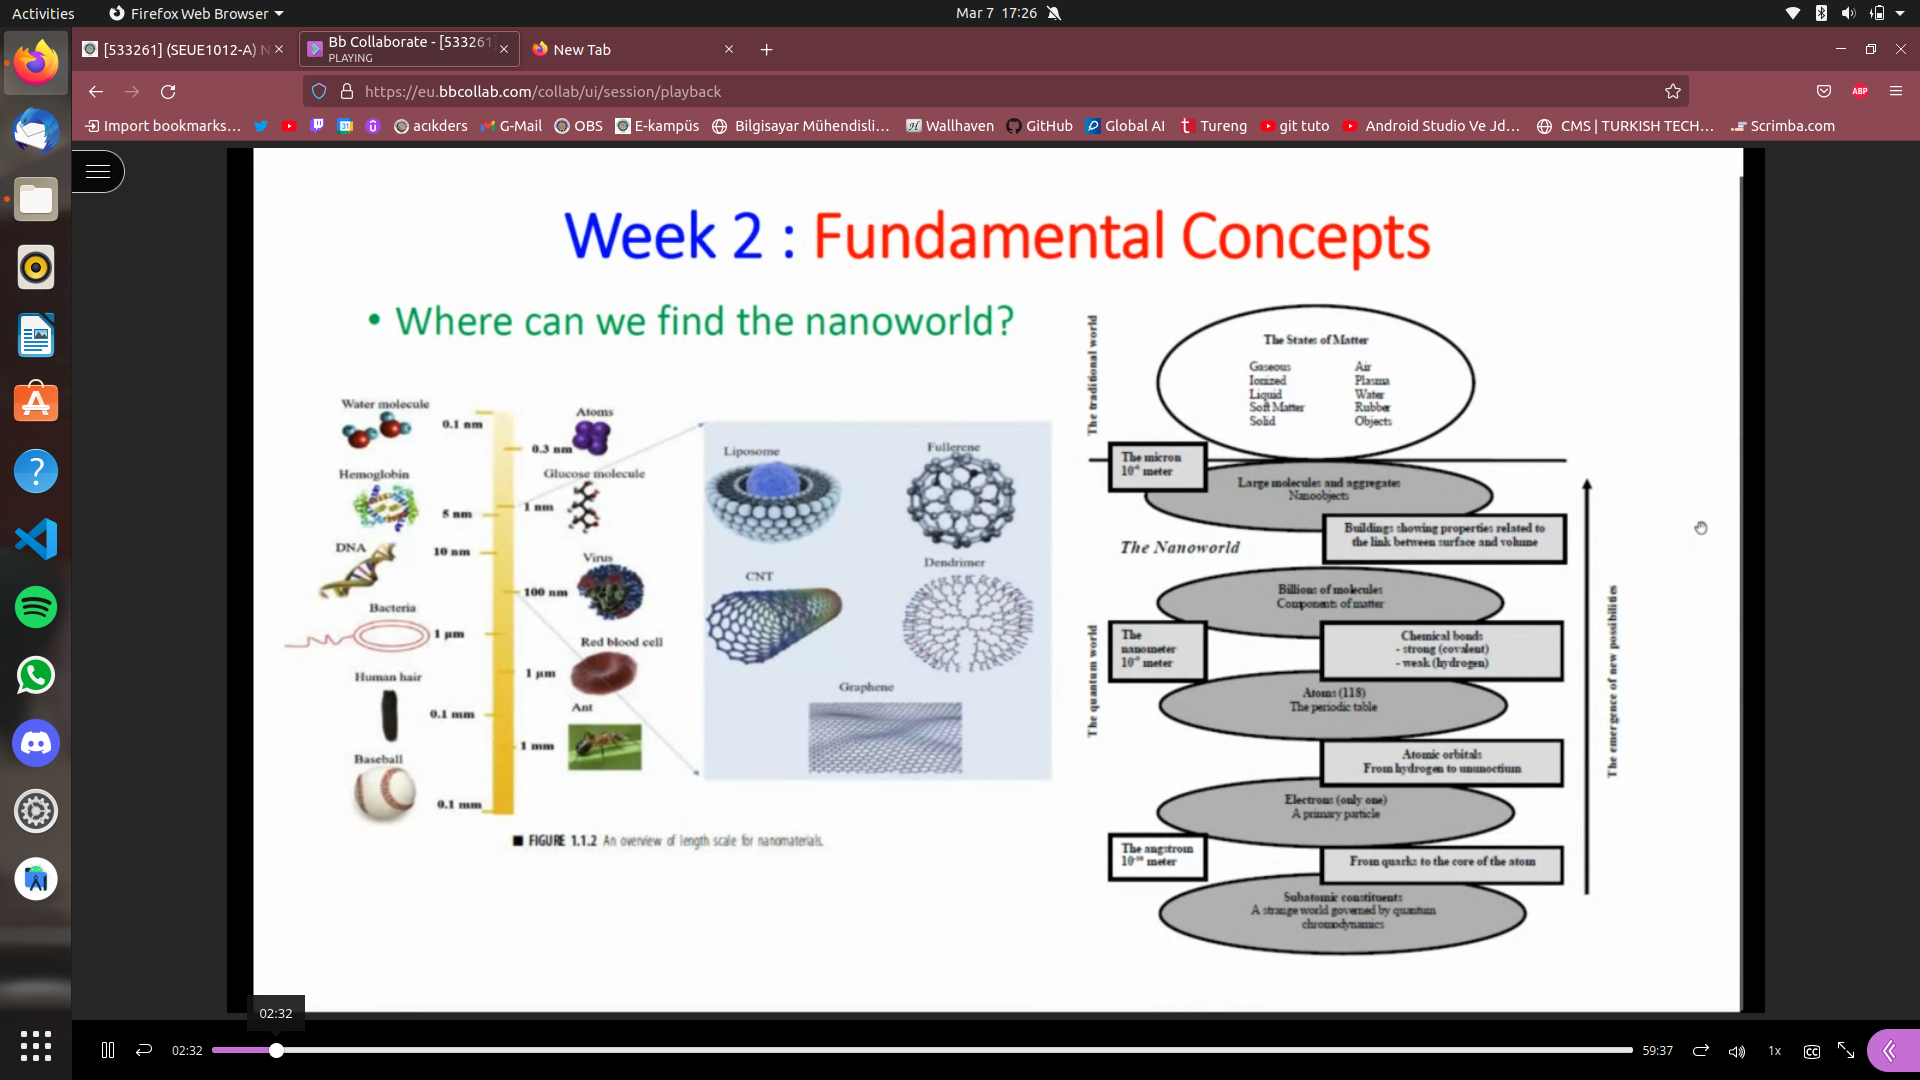 Activities
Firefox Web Browser
Mar 7 17:26
[533261] (SEUE1012-A) N
Bb Collaborate - [533261]
PLAYING
New Tab
https://eu.bbcollab.com/collab/ui/session/playback
ABP
Import bookmarks...
31
acıkders
G-Mail
OBS
E-kampüs
Bilgisayar Mühendisli...
Wallhaven
GitHub
Global AI
Tureng
git tuto
Android Studio Ve Jd...
CMS | TURKISH TECH...
Scrimba.com
Week 2 : Fundamental Concepts
• Where can we find the nanoworld?
Water molecule
0.1 nm
Atoms
0.3 nm
Hemoglobin
Glucose molecule
5 nm
1 nm
DNA
10 nm
Virus
100 nm
Bacteria
1 µm
Red blood cell
1 µm
Human hair
0.1 mm
Ant
1 mm
Baseball
0.1 mm
Liposome
Fullerene
CNT
Dendrimer
Graphene
FIGURE 1.1.2 An overview of length scale for nanomaterials.
The traditional world
The States of Matter
Gaseous Air
Ionized Plasma
Liquid Water
Soft Matter Rubber
Solid Objects
The micron
10⁻⁶ meter
Large molecules and aggregates
Nanoobjects
Buildings showing properties related to
the link between surface and volume
The Nanoworld
Billions of molecules
Components of matter
The quantum world
The
nanometer
10⁻⁹ meter
Chemical bonds
- strong (covalent)
- weak (hydrogen)
Atoms (118)
The periodic table
Atomic orbitals
From hydrogen to ununoctium
Electrons (only one)
A primary particle
The angstrom
10⁻¹⁰ meter
From quarks to the core of the atom
Subatomic constituents
A strange world governed by quantum
chromodynamics
The emergence of new possibilities
02:32
02:32
59:37
1x
CC